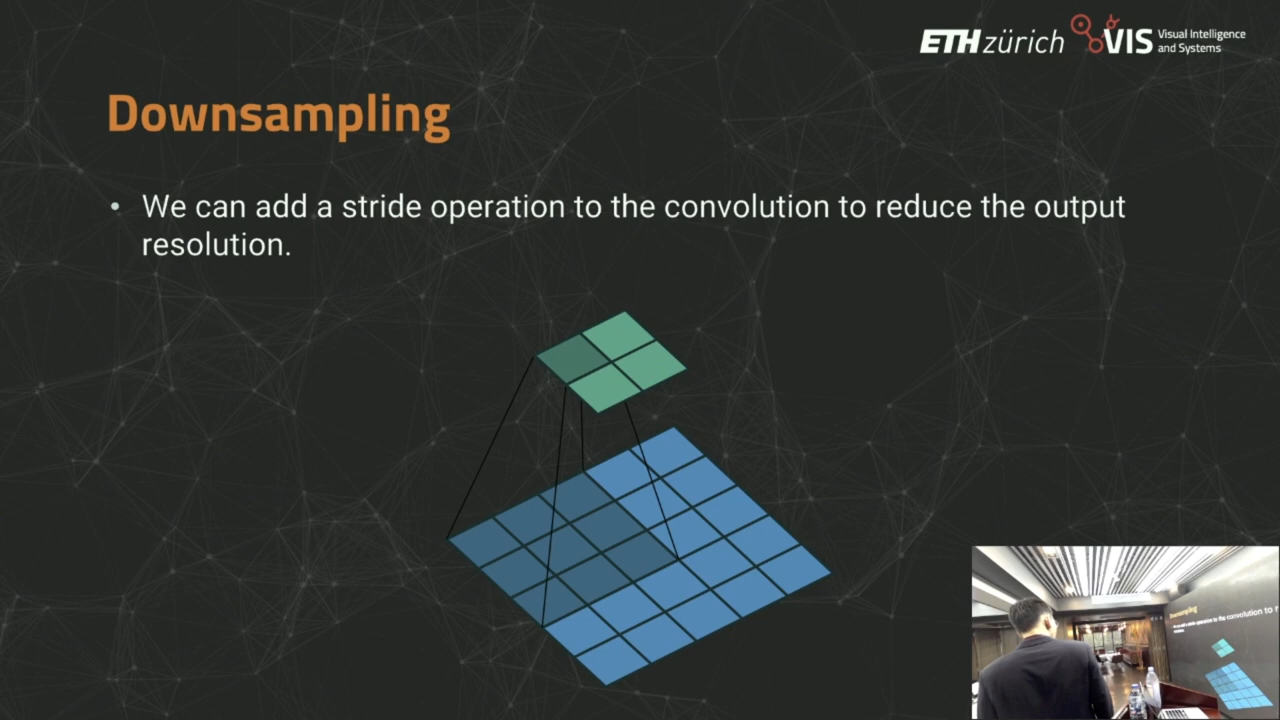 ETH zürich VIS Visual Intelligence
and Systems
Downsampling
• We can add a stride operation to the convolution to reduce the output
resolution.
Downsampling